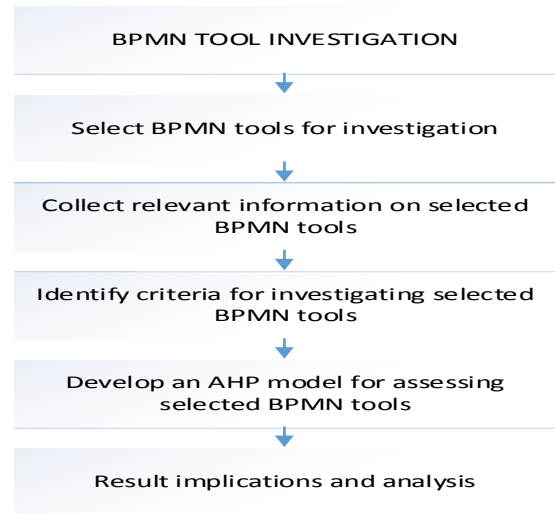 BPMN TOOL INVESTIGATION
Select BPMN tools for investigation
Collect relevant information on selected
BPMN tools
Identify criteria for investigating selected
BPMN tools
Develop an AHP model for assessing
selected BPMN tools
Result implications and analysis